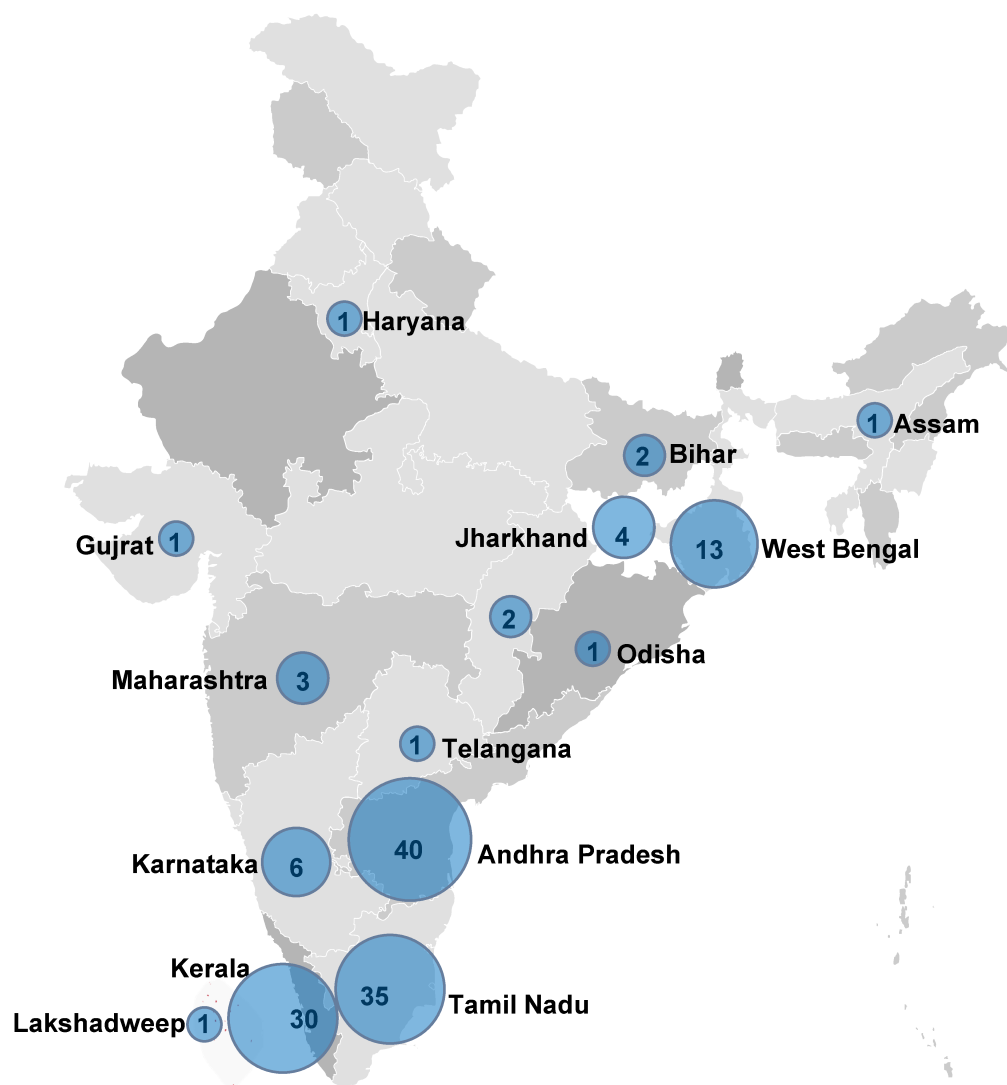 1 Haryana
1 Assam
2 Bihar
Jharkhand 4
13 West Bengal
Gujrat 1
2
1 Odisha
Maharashtra 3
1 Telangana
40 Andhra Pradesh
Karnataka 6
Kerala
30
35
Tamil Nadu
Lakshadweep 1